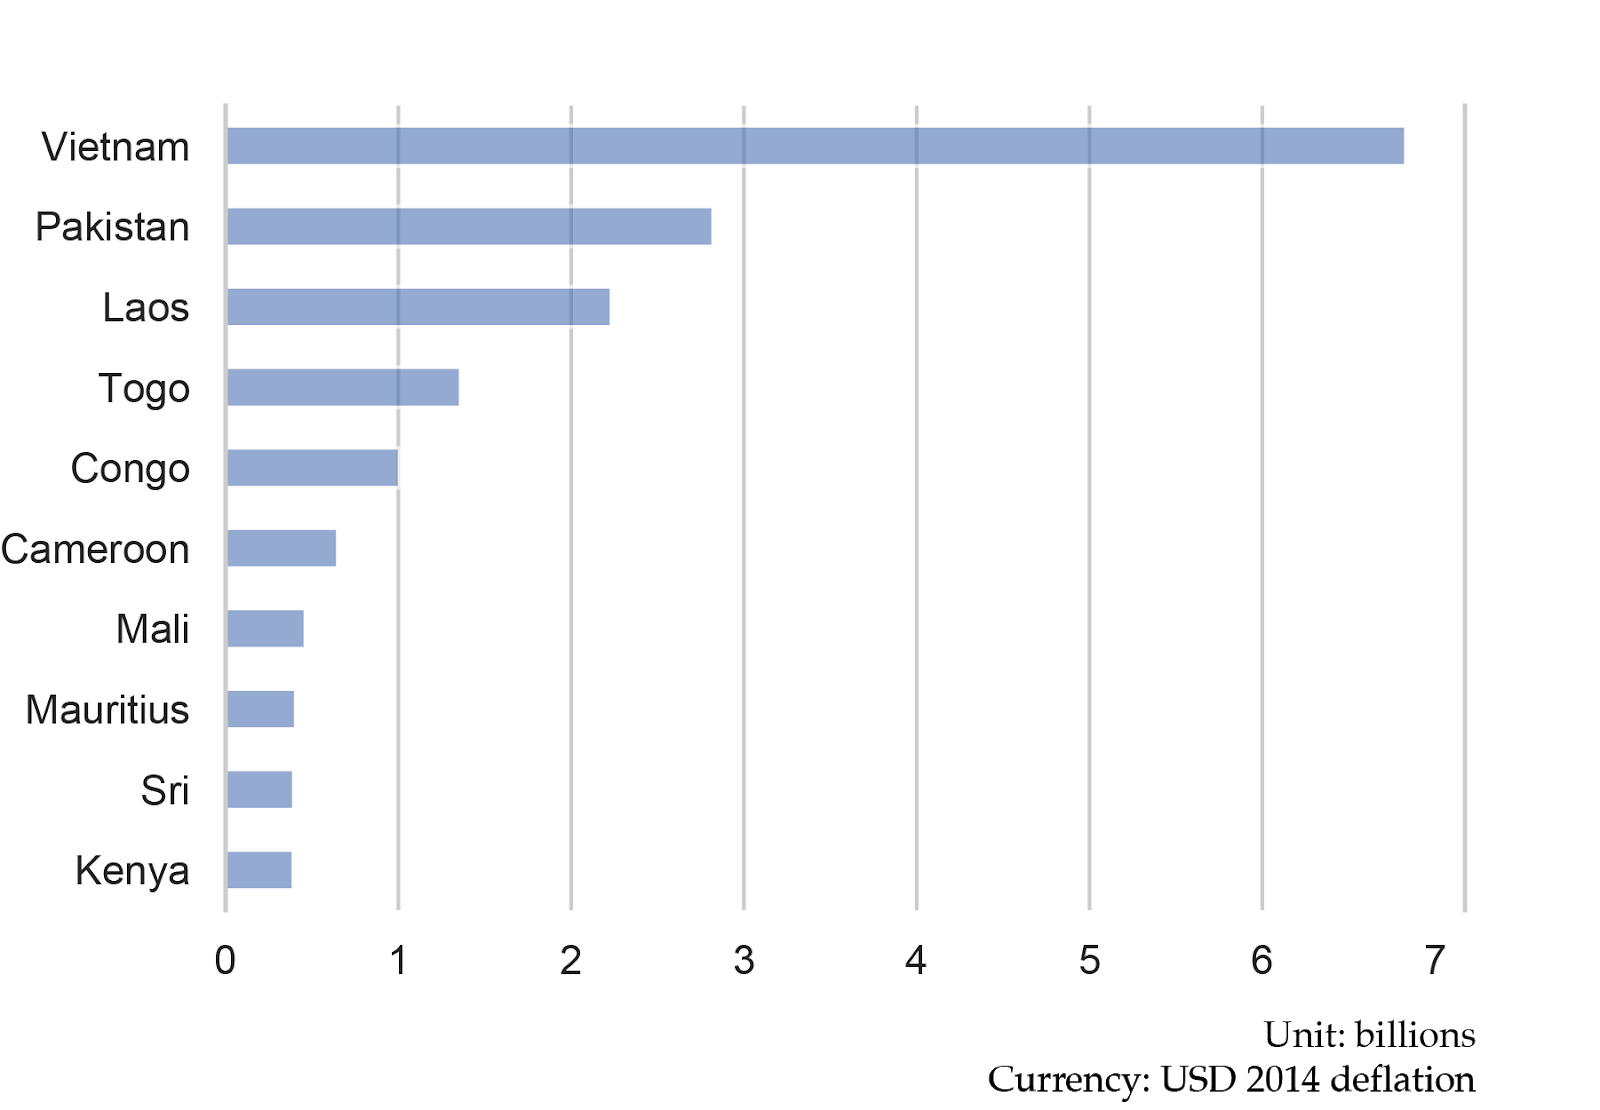 Vietnam
Pakistan
Laos
Togo
Congo
Cameroon
Mali
Mauritius
Sri
Kenya
0 1 2 3 4 5 6 7
Unit: billions
Currency: USD 2014 deflation